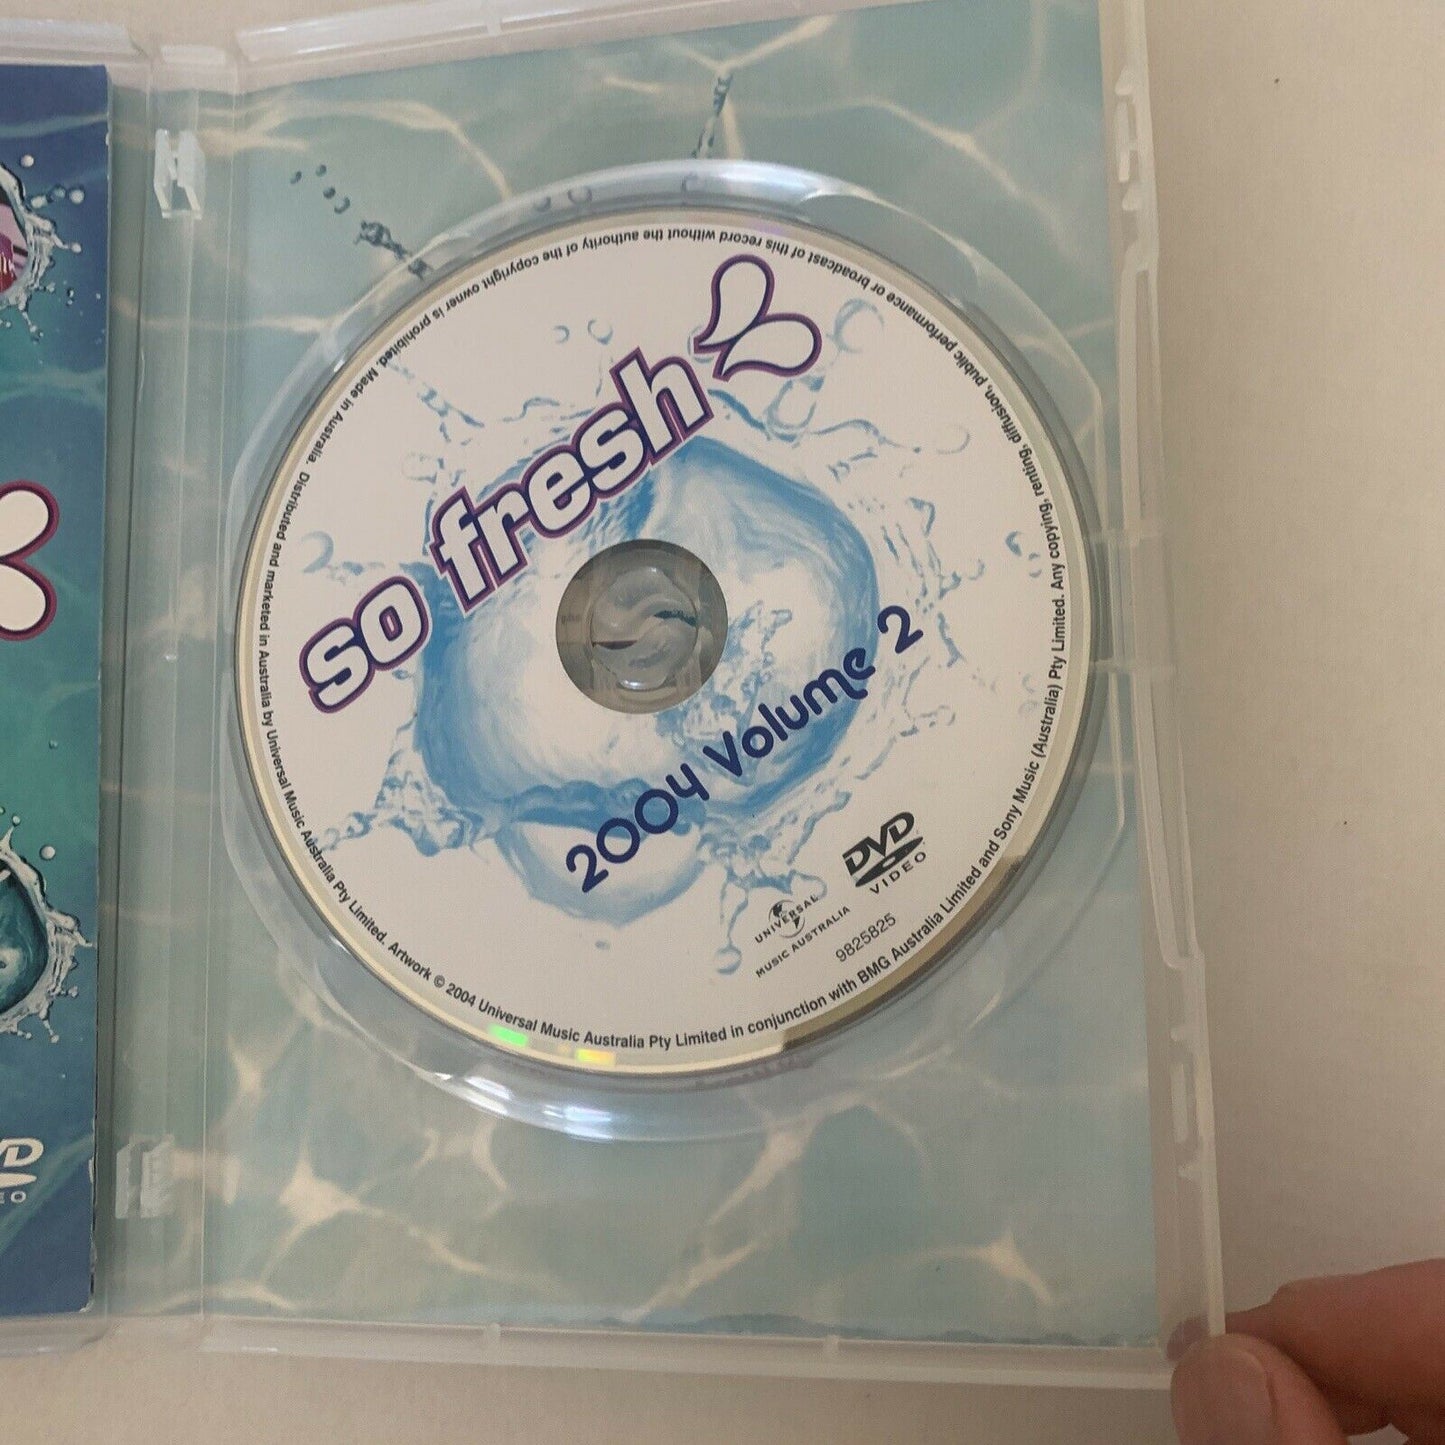 so fresh
2004 Volume 2
DVD
VIDEO
UNIVERSAL
MUSIC AUSTRALIA
9825825
Made in Australia. Distributed and marketed in Australia by Universal Music Australia Pty Limited. Artwork © 2004 Universal Music Australia Pty Limited in conjunction with BMG Australia Limited and Sony Music (Australia) Pty Limited. Any copying, renting, diffusion, public performance or broadcast of this record without the authority of the copyright owner is prohibited.